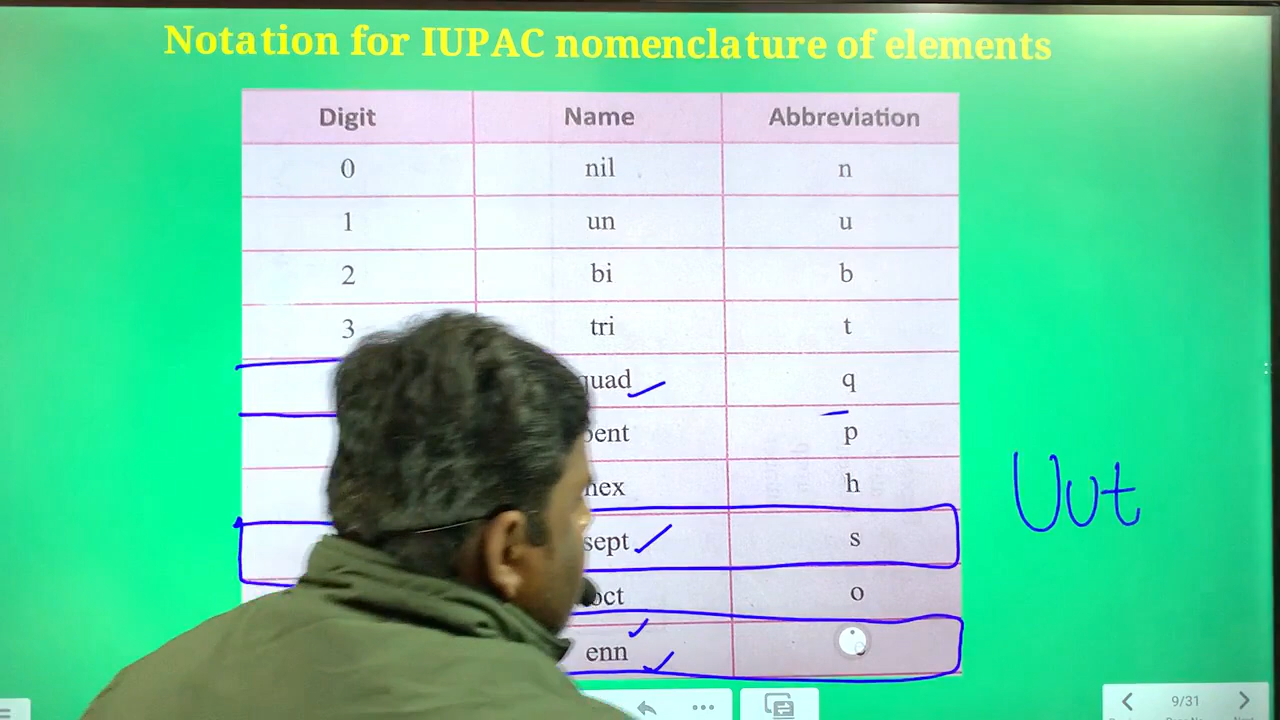 Notation for IUPAC nomenclature of elements
Digit Name Abbreviation
0 nil n
1 un u
2 bi b
3 tri t
quad q
pent p
hex h
sept s
oct o
enn
Uut
9/31